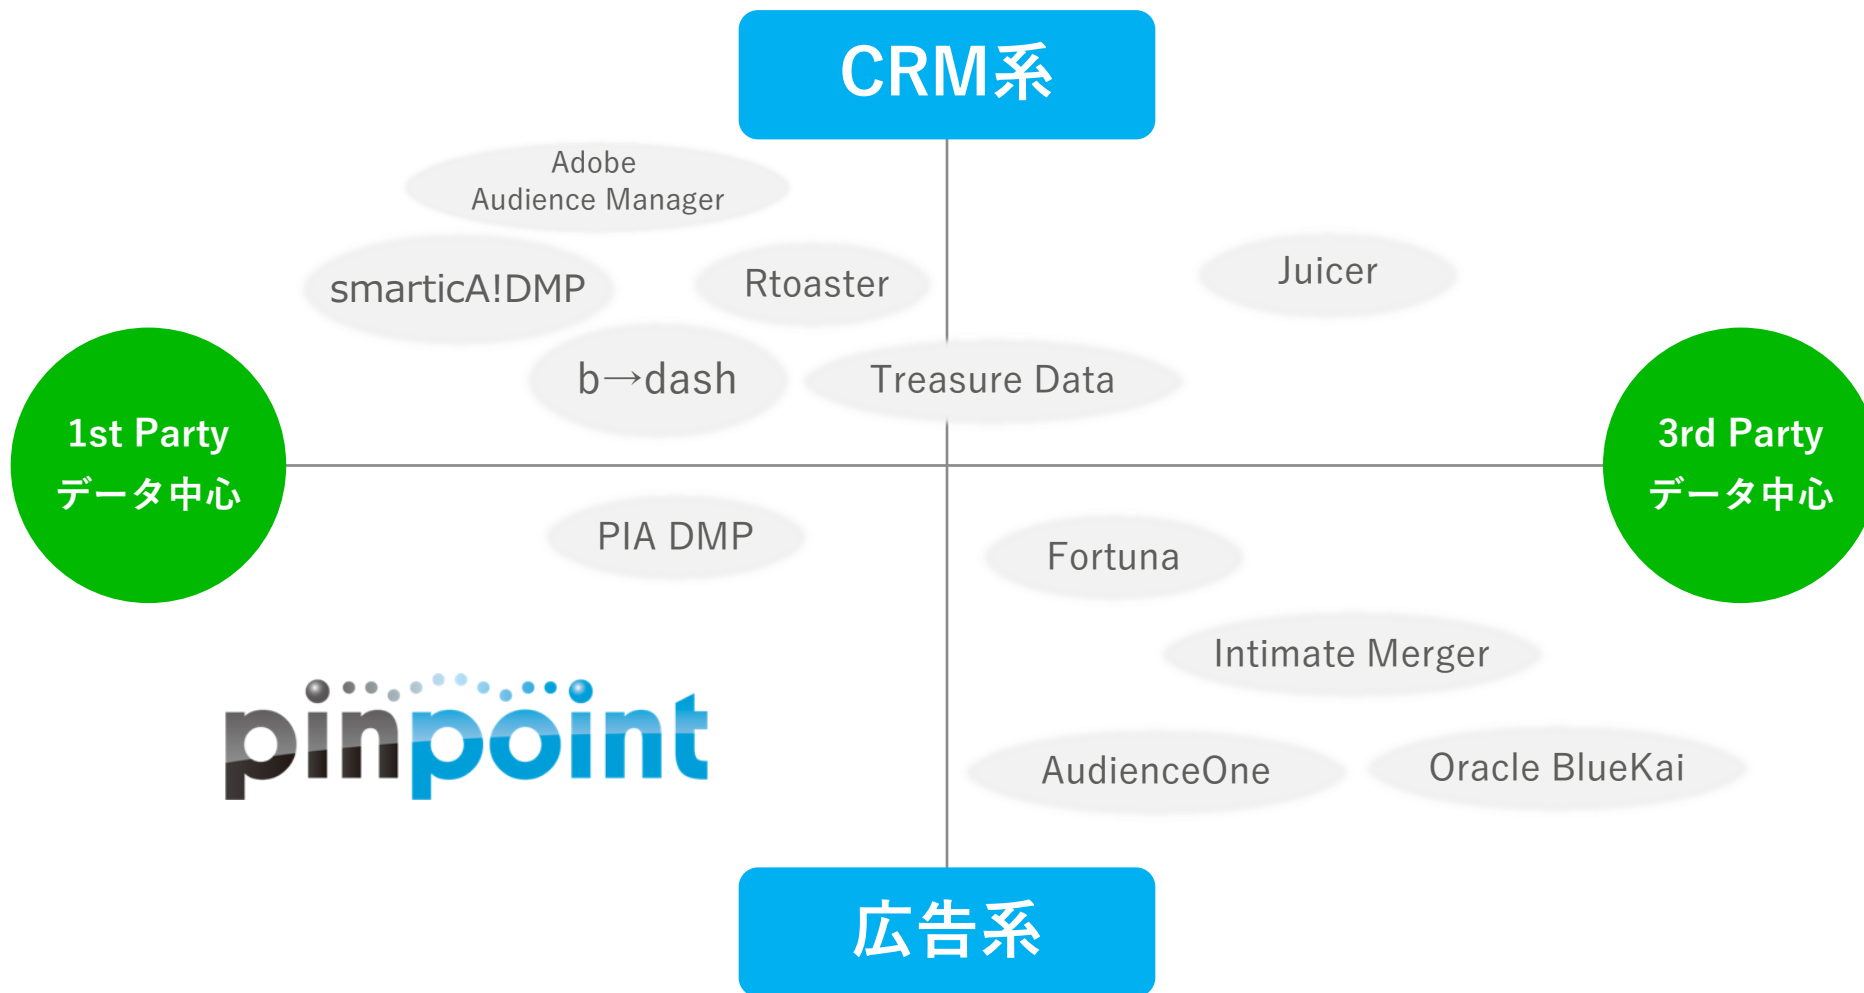 CRM系
Adobe
Audience Manager
smarticA!DMP
Rtoaster
Juicer
b→dash
Treasure Data
1st Party
データ中心
3rd Party
データ中心
PIA DMP
Fortuna
Intimate Merger
pinpoint
AudienceOne
Oracle BlueKai
広告系